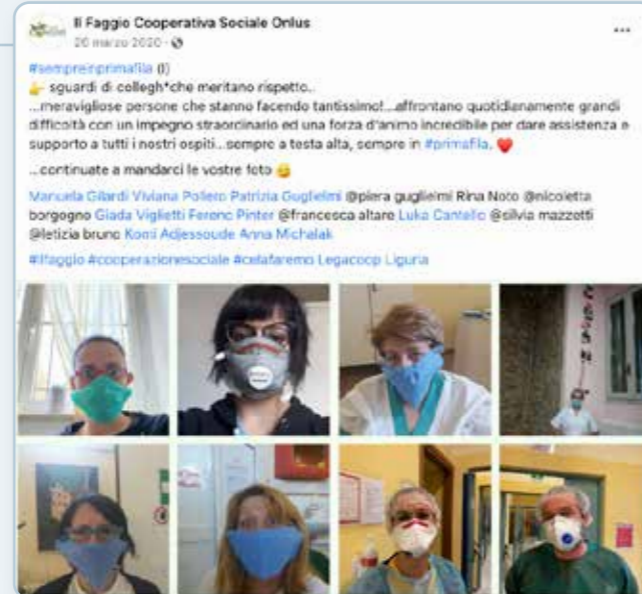 Il Faggio Cooperativa Sociale Onlus
26 marzo 2020
#sempreinprimafila (I)
sguardi di collegh*che meritano rispetto..
...meravigliose persone che stanno facendo tantissimo!...affrontano quotidianamente grandi
difficoltà con un impegno straordinario ed una forza d'animo incredibile per dare assistenza e
supporto a tutti i nostri ospiti...sempre a testa alta, sempre in #primafila.
...continuate a mandarci le vostre foto
Manuela Gilardi Viviana Pollero Patrizia Guglielmi @piera guglielmi Rina Noto @nicoletta
borgogno Giada Viglietti Ferenc Pinter @francesca altare Luka Cantello @silvia mazzetti
@letizia bruno Komi Adjessoude Anna Michalak
#ilfaggio #cooperazionesociale #celafaremo Legacoop Liguria